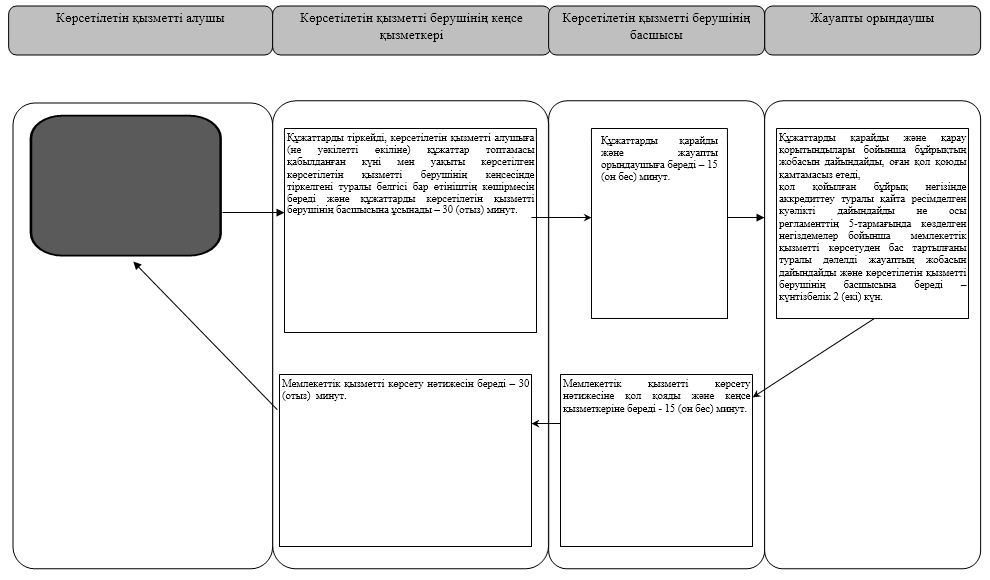 Көрсетілетін қызметті алушы
Көрсетілетін қызметті берушінің кеңсе
қызметкері
Көрсетілетін қызметті берушінің
басшысы
Жауапты орындаушы
Құжаттарды тіркейді, көрсетілетін қызметті алушыға
(не уәкілетті өкіліне) құжаттар топтамасы
қабылданған күні мен уақыты көрсетілген
көрсетілетін қызметті берушінің кеңсесінде
тіркелгені туралы белгісі бар өтініштің көшірмесін
береді және құжаттарды көрсетілетін қызметті
берушінің басшысына ұсынады – 30 (отыз) минут.
Құжаттарды қарайды
және жауапты
орындаушыға береді – 15
(он бес) минут.
Құжаттарды қарайды және қарау
қорытындылары бойынша бұйрықтың
жобасын дайындайды, оған қол қоюды
қамтамасыз етеді,
қол қойылған бұйрық негізінде
аккредиттеу туралы қайта ресімделген
куәлікті дайындайды не осы
регламенттің 5-тармағында көзделген
негіздемелер бойынша мемлекеттік
қызметті көрсетуден бас тартылғаны
туралы дәлелді жауаптың жобасын
дайындайды және көрсетілетін қызметті
берушінің басшысына береді –
күнтізбелік 2 (екі) күн.
Мемлекеттік қызметті көрсету нәтижесін береді – 30
(отыз) минут.
Мемлекеттік қызметті көрсету
нәтижесіне қол қояды және кеңсе
қызметкеріне береді - 15 (он бес) минут.